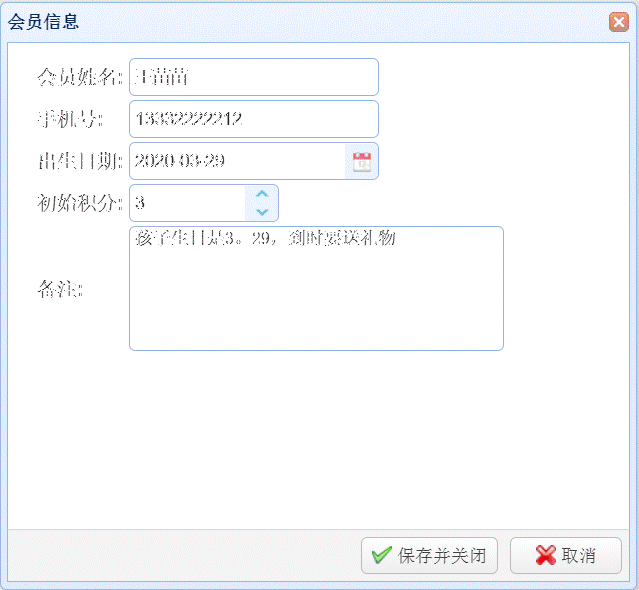 会员信息
会员姓名: 王苗苗
手机号: 13332222212
出生日期: 2020-03-29
初始积分: 3
备注: 孩子生日是3。29，到时要送礼物
保存并关闭 取消